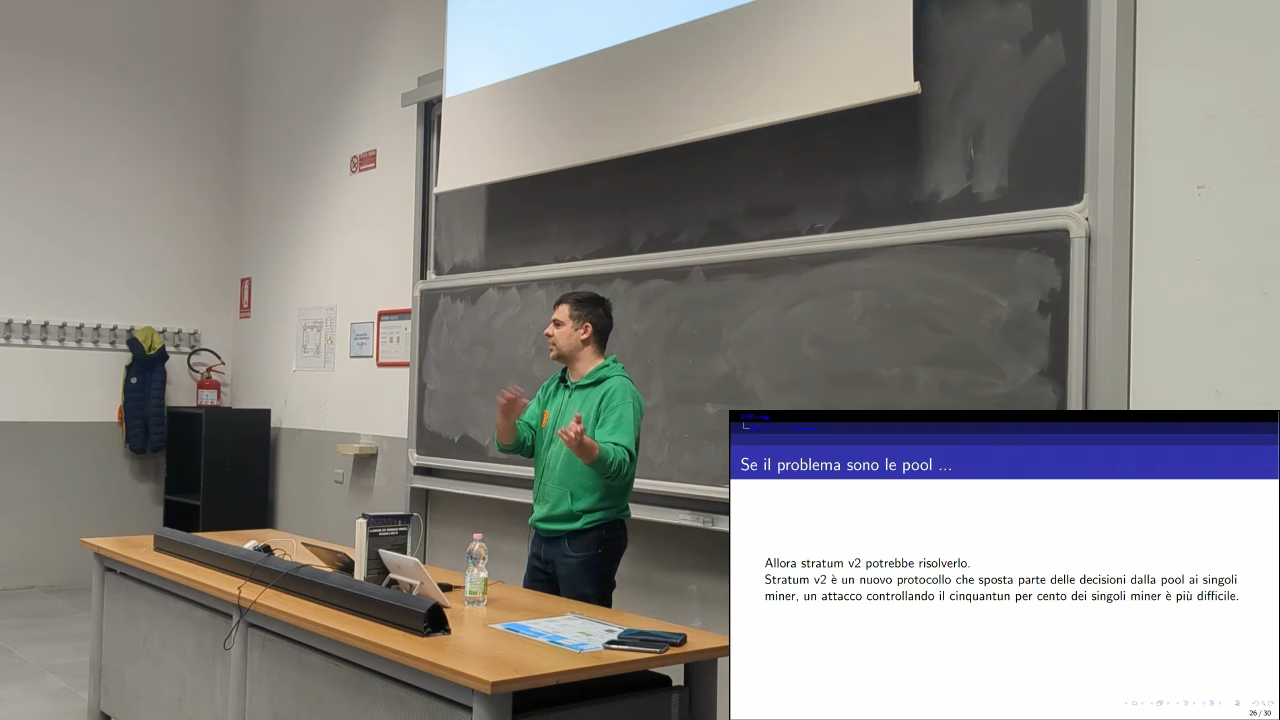 Se il problema sono le pool ...
Allora stratum v2 potrebbe risolverlo.
Stratum v2 è un nuovo protocollo che sposta parte delle decisioni dalla pool ai singoli
miner, un attacco controllando il cinquantun per cento dei singoli miner è più difficile.
26 / 30